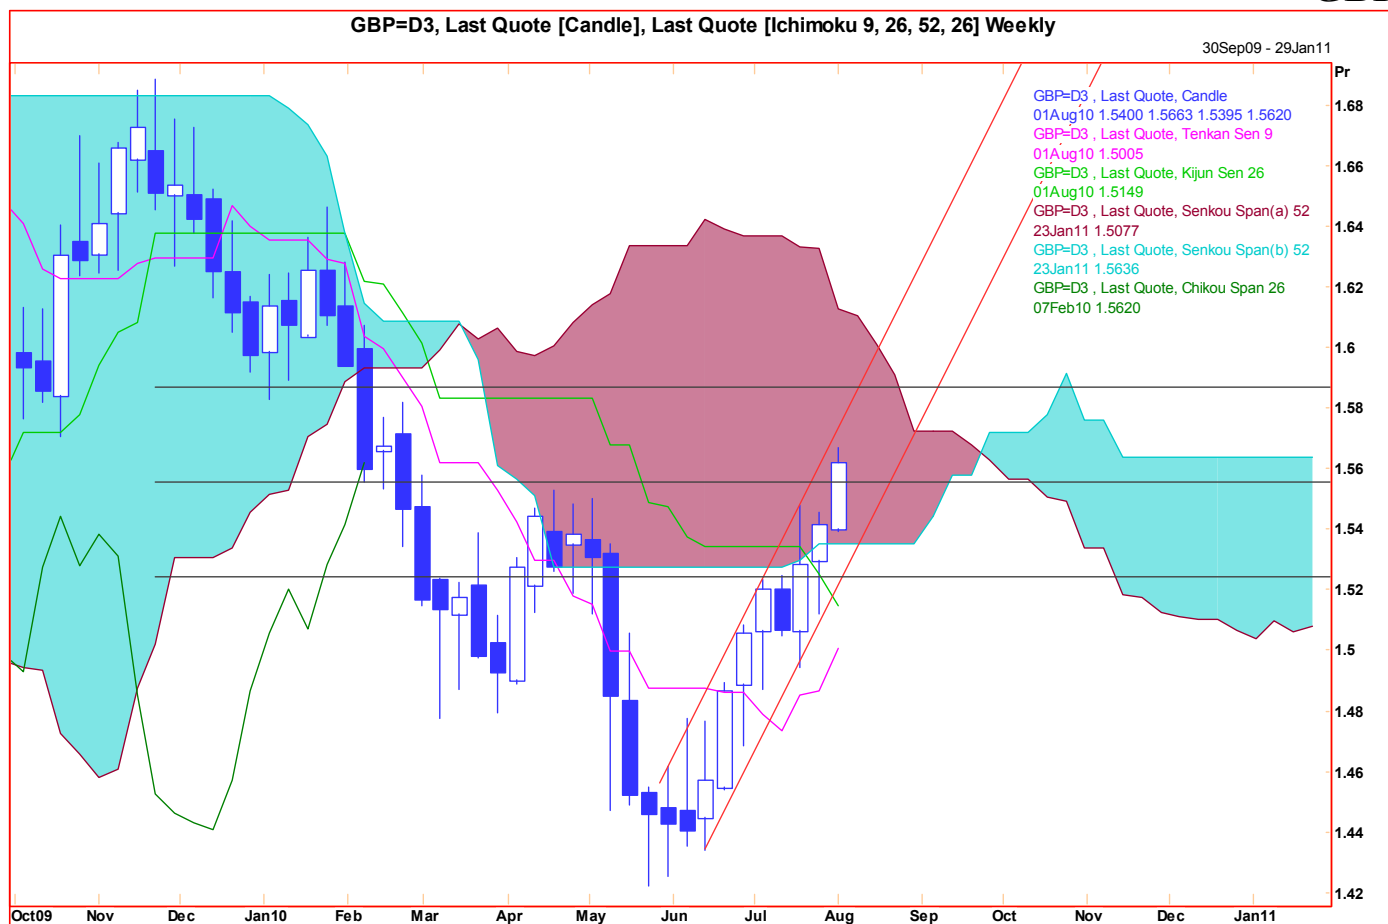 GBP=D3, Last Quote [Candle], Last Quote [Ichimoku 9, 26, 52, 26] Weekly
30Sep09 - 29Jan11
Pr
GBP=D3 , Last Quote, Candle
01Aug10 1.5400 1.5663 1.5395 1.5620
GBP=D3 , Last Quote, Tenkan Sen 9
01Aug10 1.5005
GBP=D3 , Last Quote, Kijun Sen 26
01Aug10 1.5149
GBP=D3 , Last Quote, Senkou Span(a) 52
23Jan11 1.5077
GBP=D3 , Last Quote, Senkou Span(b) 52
23Jan11 1.5636
GBP=D3 , Last Quote, Chikou Span 26
07Feb10 1.5620
1.68
1.66
1.64
1.62
1.6
1.58
1.56
1.54
1.52
1.5
1.48
1.46
1.44
1.42
Oct09 Nov Dec Jan10 Feb Mar Apr May Jun Jul Aug Sep Oct Nov Dec Jan11